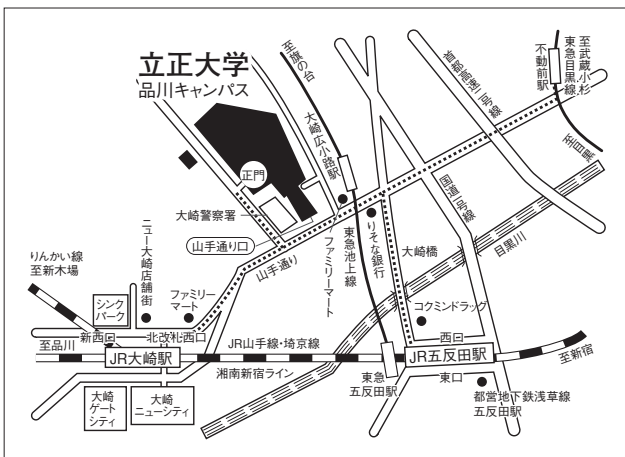 立正大学
品川キャンパス
至旗の台
大崎広小路駅
首都高速二号線
不動前駅
東急目黒線
至武蔵小杉
至目黒
正門
大崎警察署
山手通り口
山手通り
ファミリーマート
東急池上線
りそな銀行
国道一号線
大崎橋
目黒川
ニュー大崎店舗街
りんかい線
至新木場
シンク
パーク
ファミリー
マート
コクミンドラッグ
新西口
北改札西口
西口
至品川
JR大崎駅
JR山手線・埼京線
湘南新宿ライン
JR五反田駅
至新宿
東急
五反田駅
東口
都営地下鉄浅草線
五反田駅
大崎
ゲート
シティ
大崎
ニューシティ